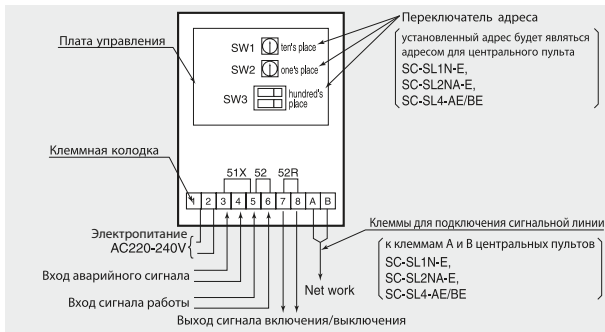 Переключатель адреса
установленный адрес будет являться
адресом для центрального пульта
SC-SL1N-E,
SC-SL2NA-E,
SC-SL4-AE/BE
Плата управления
SW1 ten's place
SW2 one's place
SW3 hundred's
place
Клеммная колодка
51X 52 52R
1 2 3 4 5 6 7 8 A B
Электропитание
AC220-240V
Вход аварийного сигнала
Вход сигнала работы
Выход сигнала включения/выключения
Net work
Клеммы для подключения сигнальной линии
к клеммам А и В центральных пультов
SC-SL1N-E,
SC-SL2NA-E,
SC-SL4-AE/BE